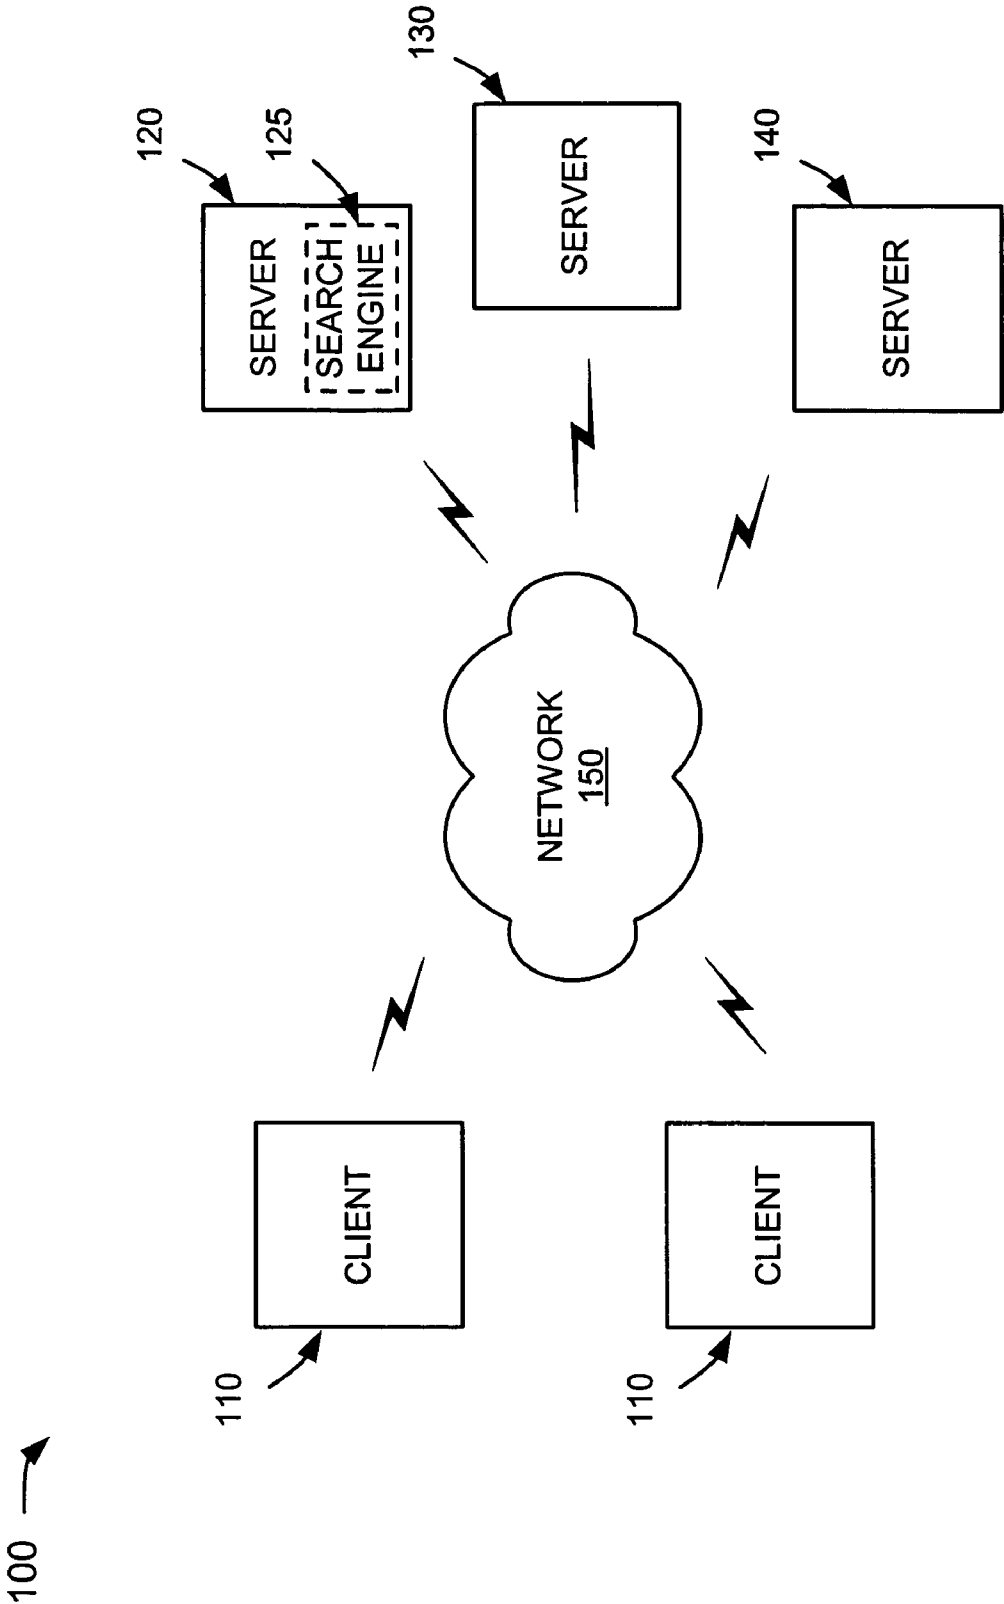 100
110
CLIENT
110
CLIENT
NETWORK
150
120
SERVER
125
SEARCH
ENGINE
130
SERVER
140
SERVER